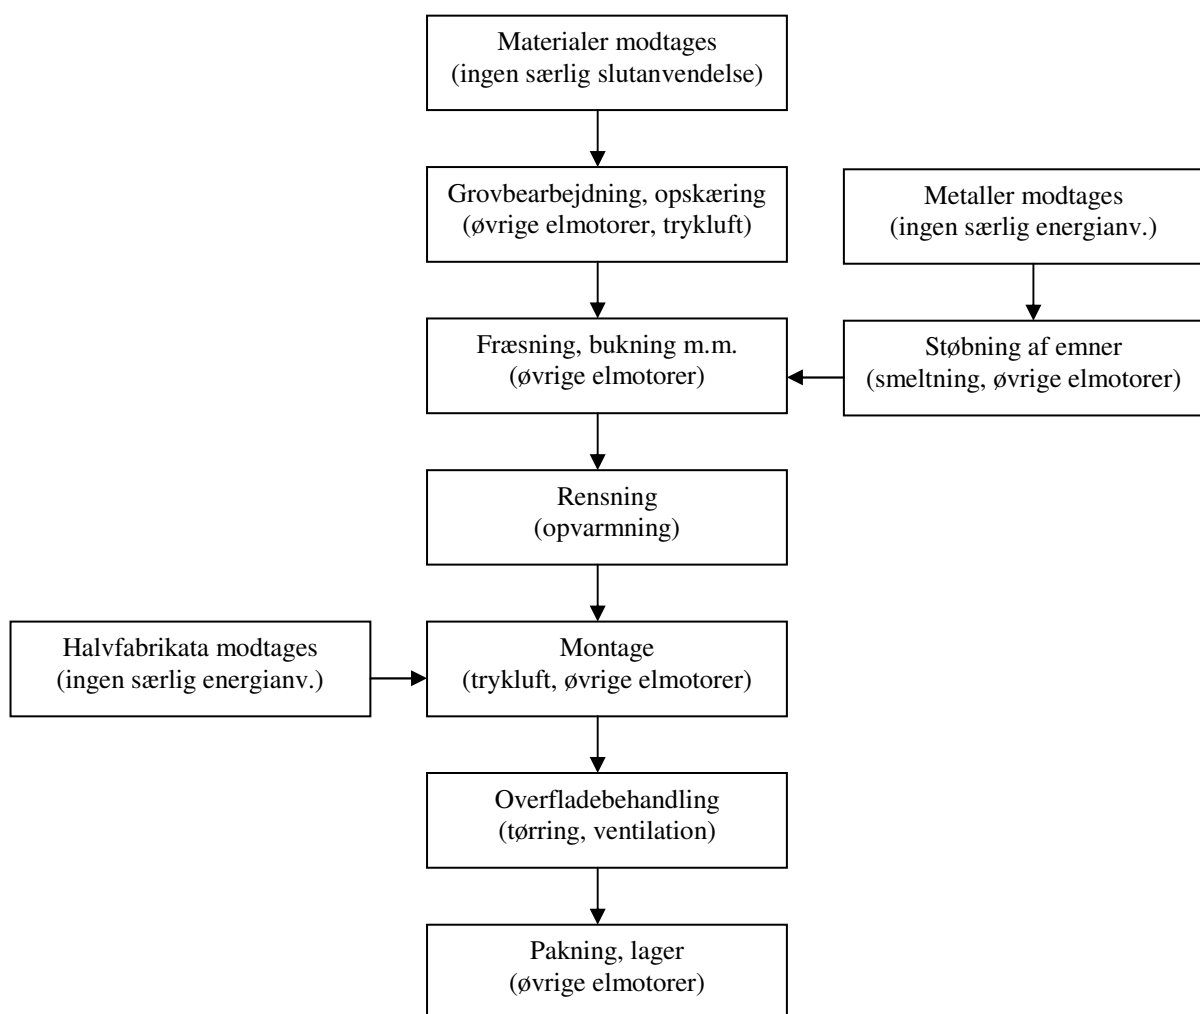 Materialer modtages
(ingen særlig slutanvendelse)
Grovbearbejdning, opskæring
(øvrige elmotorer, trykluft)
Metaller modtages
(ingen særlig energianv.)
Fræsning, bukning m.m.
(øvrige elmotorer)
Støbning af emner
(smeltning, øvrige elmotorer)
Rensning
(opvarmning)
Halvfabrikata modtages
(ingen særlig energianv.)
Montage
(trykluft, øvrige elmotorer)
Overfladebehandling
(tørring, ventilation)
Pakning, lager
(øvrige elmotorer)